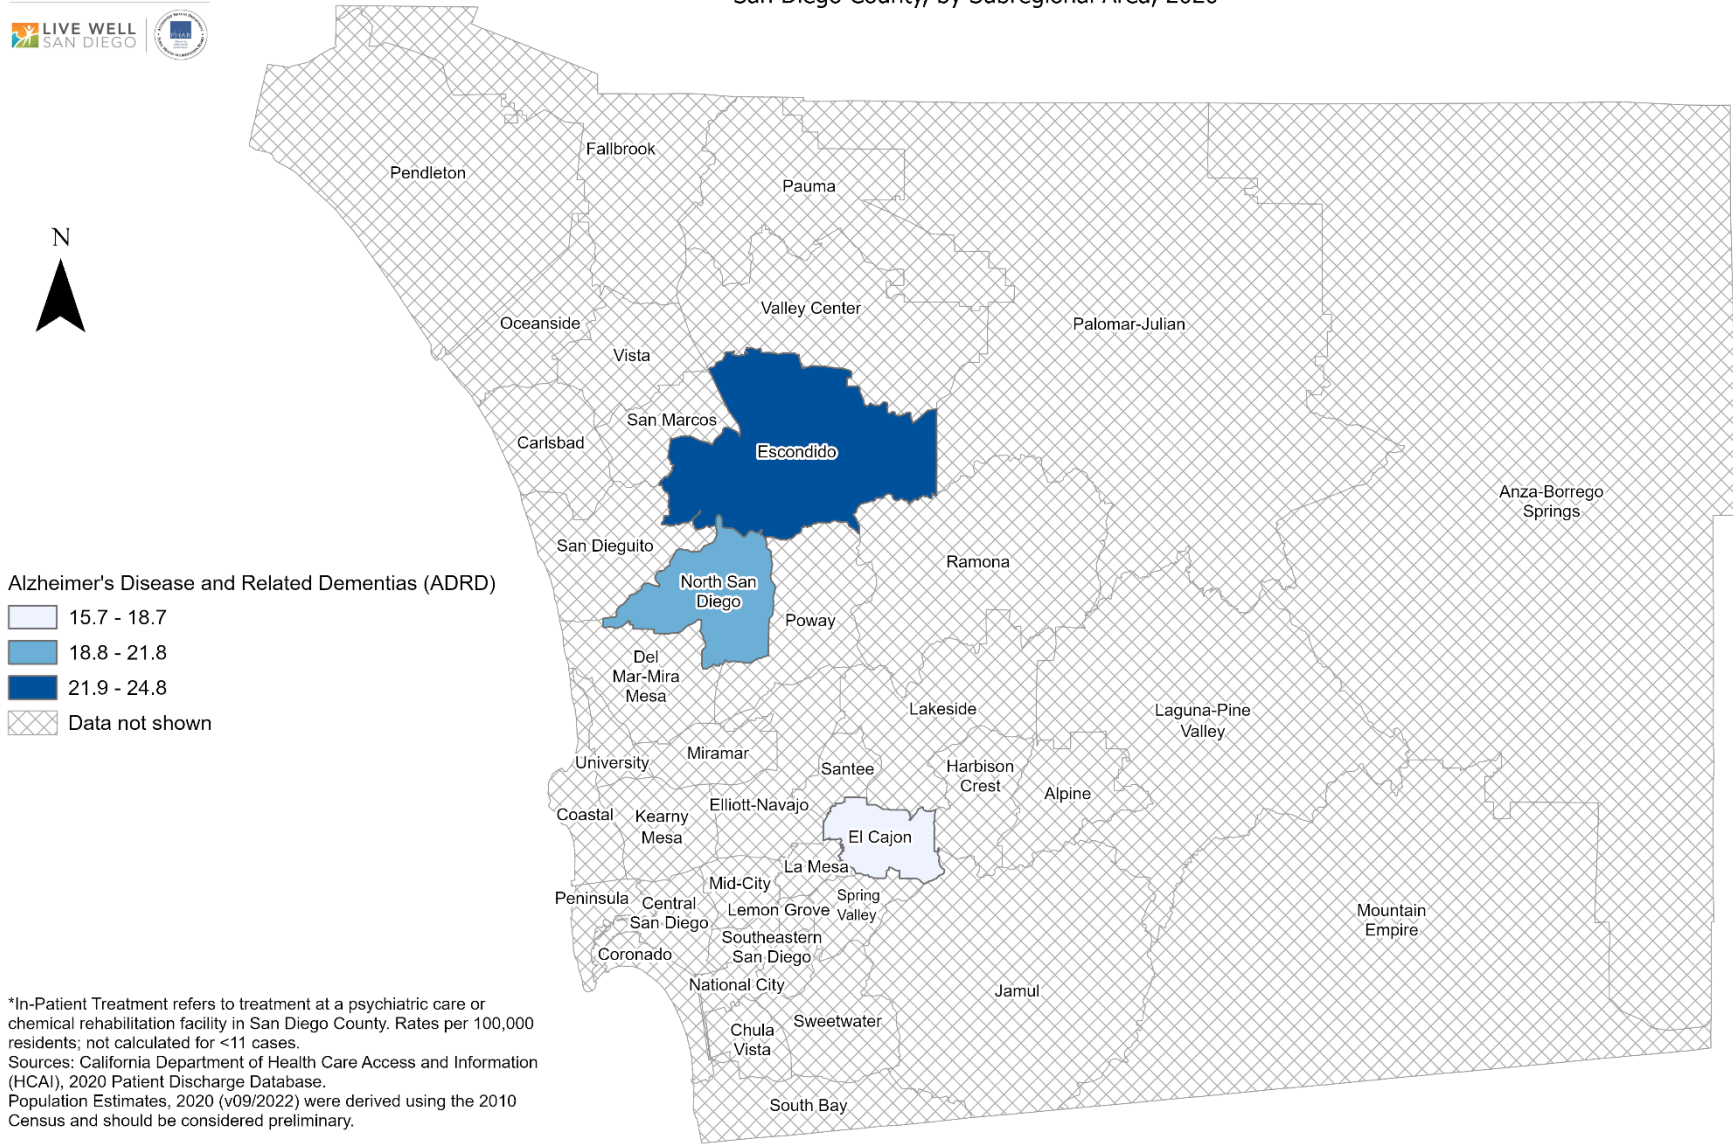 San Diego County, by Subregional Area, 2020
LIVE WELL
SAN DIEGO
PHAB
N
Pendleton
Fallbrook
Pauma
Oceanside
Valley Center
Palomar-Julian
Vista
San Marcos
Carlsbad
Escondido
Anza-Borrego
Springs
San Dieguito
Ramona
North San
Diego
Poway
Del
Mar-Mira
Mesa
Lakeside
Laguna-Pine
Valley
Miramar
University
Santee
Harbison
Crest
Alpine
Coastal
Kearny
Mesa
Elliott-Navajo
El Cajon
La Mesa
Mid-City
Peninsula
Central
San Diego
Lemon Grove
Spring
Valley
Mountain
Empire
Southeastern
San Diego
Coronado
National City
Jamul
Chula
Vista
Sweetwater
South Bay
Alzheimer's Disease and Related Dementias (ADRD)
15.7 - 18.7
18.8 - 21.8
21.9 - 24.8
Data not shown
*In-Patient Treatment refers to treatment at a psychiatric care or
chemical rehabilitation facility in San Diego County. Rates per 100,000
residents; not calculated for <11 cases.
Sources: California Department of Health Care Access and Information
(HCAI), 2020 Patient Discharge Database.
Population Estimates, 2020 (v09/2022) were derived using the 2010
Census and should be considered preliminary.